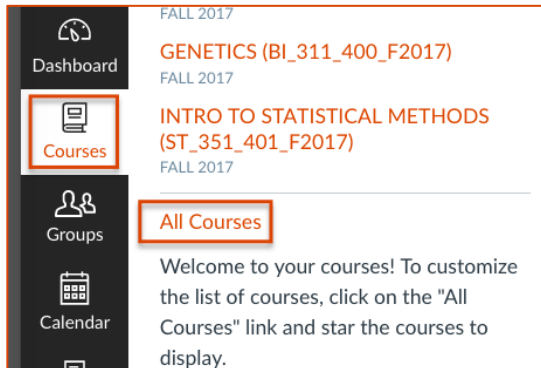 Dashboard
Courses
Groups
Calendar
FALL 2017
GENETICS (BI_311_400_F2017)
FALL 2017
INTRO TO STATISTICAL METHODS
(ST_351_401_F2017)
FALL 2017
All Courses
Welcome to your courses! To customize
the list of courses, click on the "All
Courses" link and star the courses to
display.